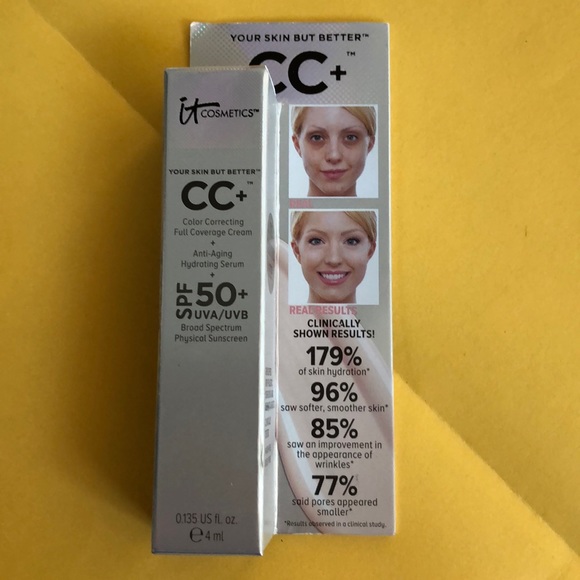 YOUR SKIN BUT BETTER™
CC+™
REAL RESULTS:
CLINICALLY
SHOWN RESULTS!
179%
of skin hydration*
96%
saw softer, smoother skin*
85%
saw an improvement in
the appearance of
wrinkles*
77%
said pores appeared
smaller*
*Results observed in a clinical study.
it COSMETICS™
YOUR SKIN BUT BETTER™
CC+™
Color Correcting
Full Coverage Cream
+
Anti-Aging
Hydrating Serum
+
SPF 50+
UVA/UVB
Broad Spectrum
Physical Sunscreen
0.135 US fl. oz.
℮ 4 ml